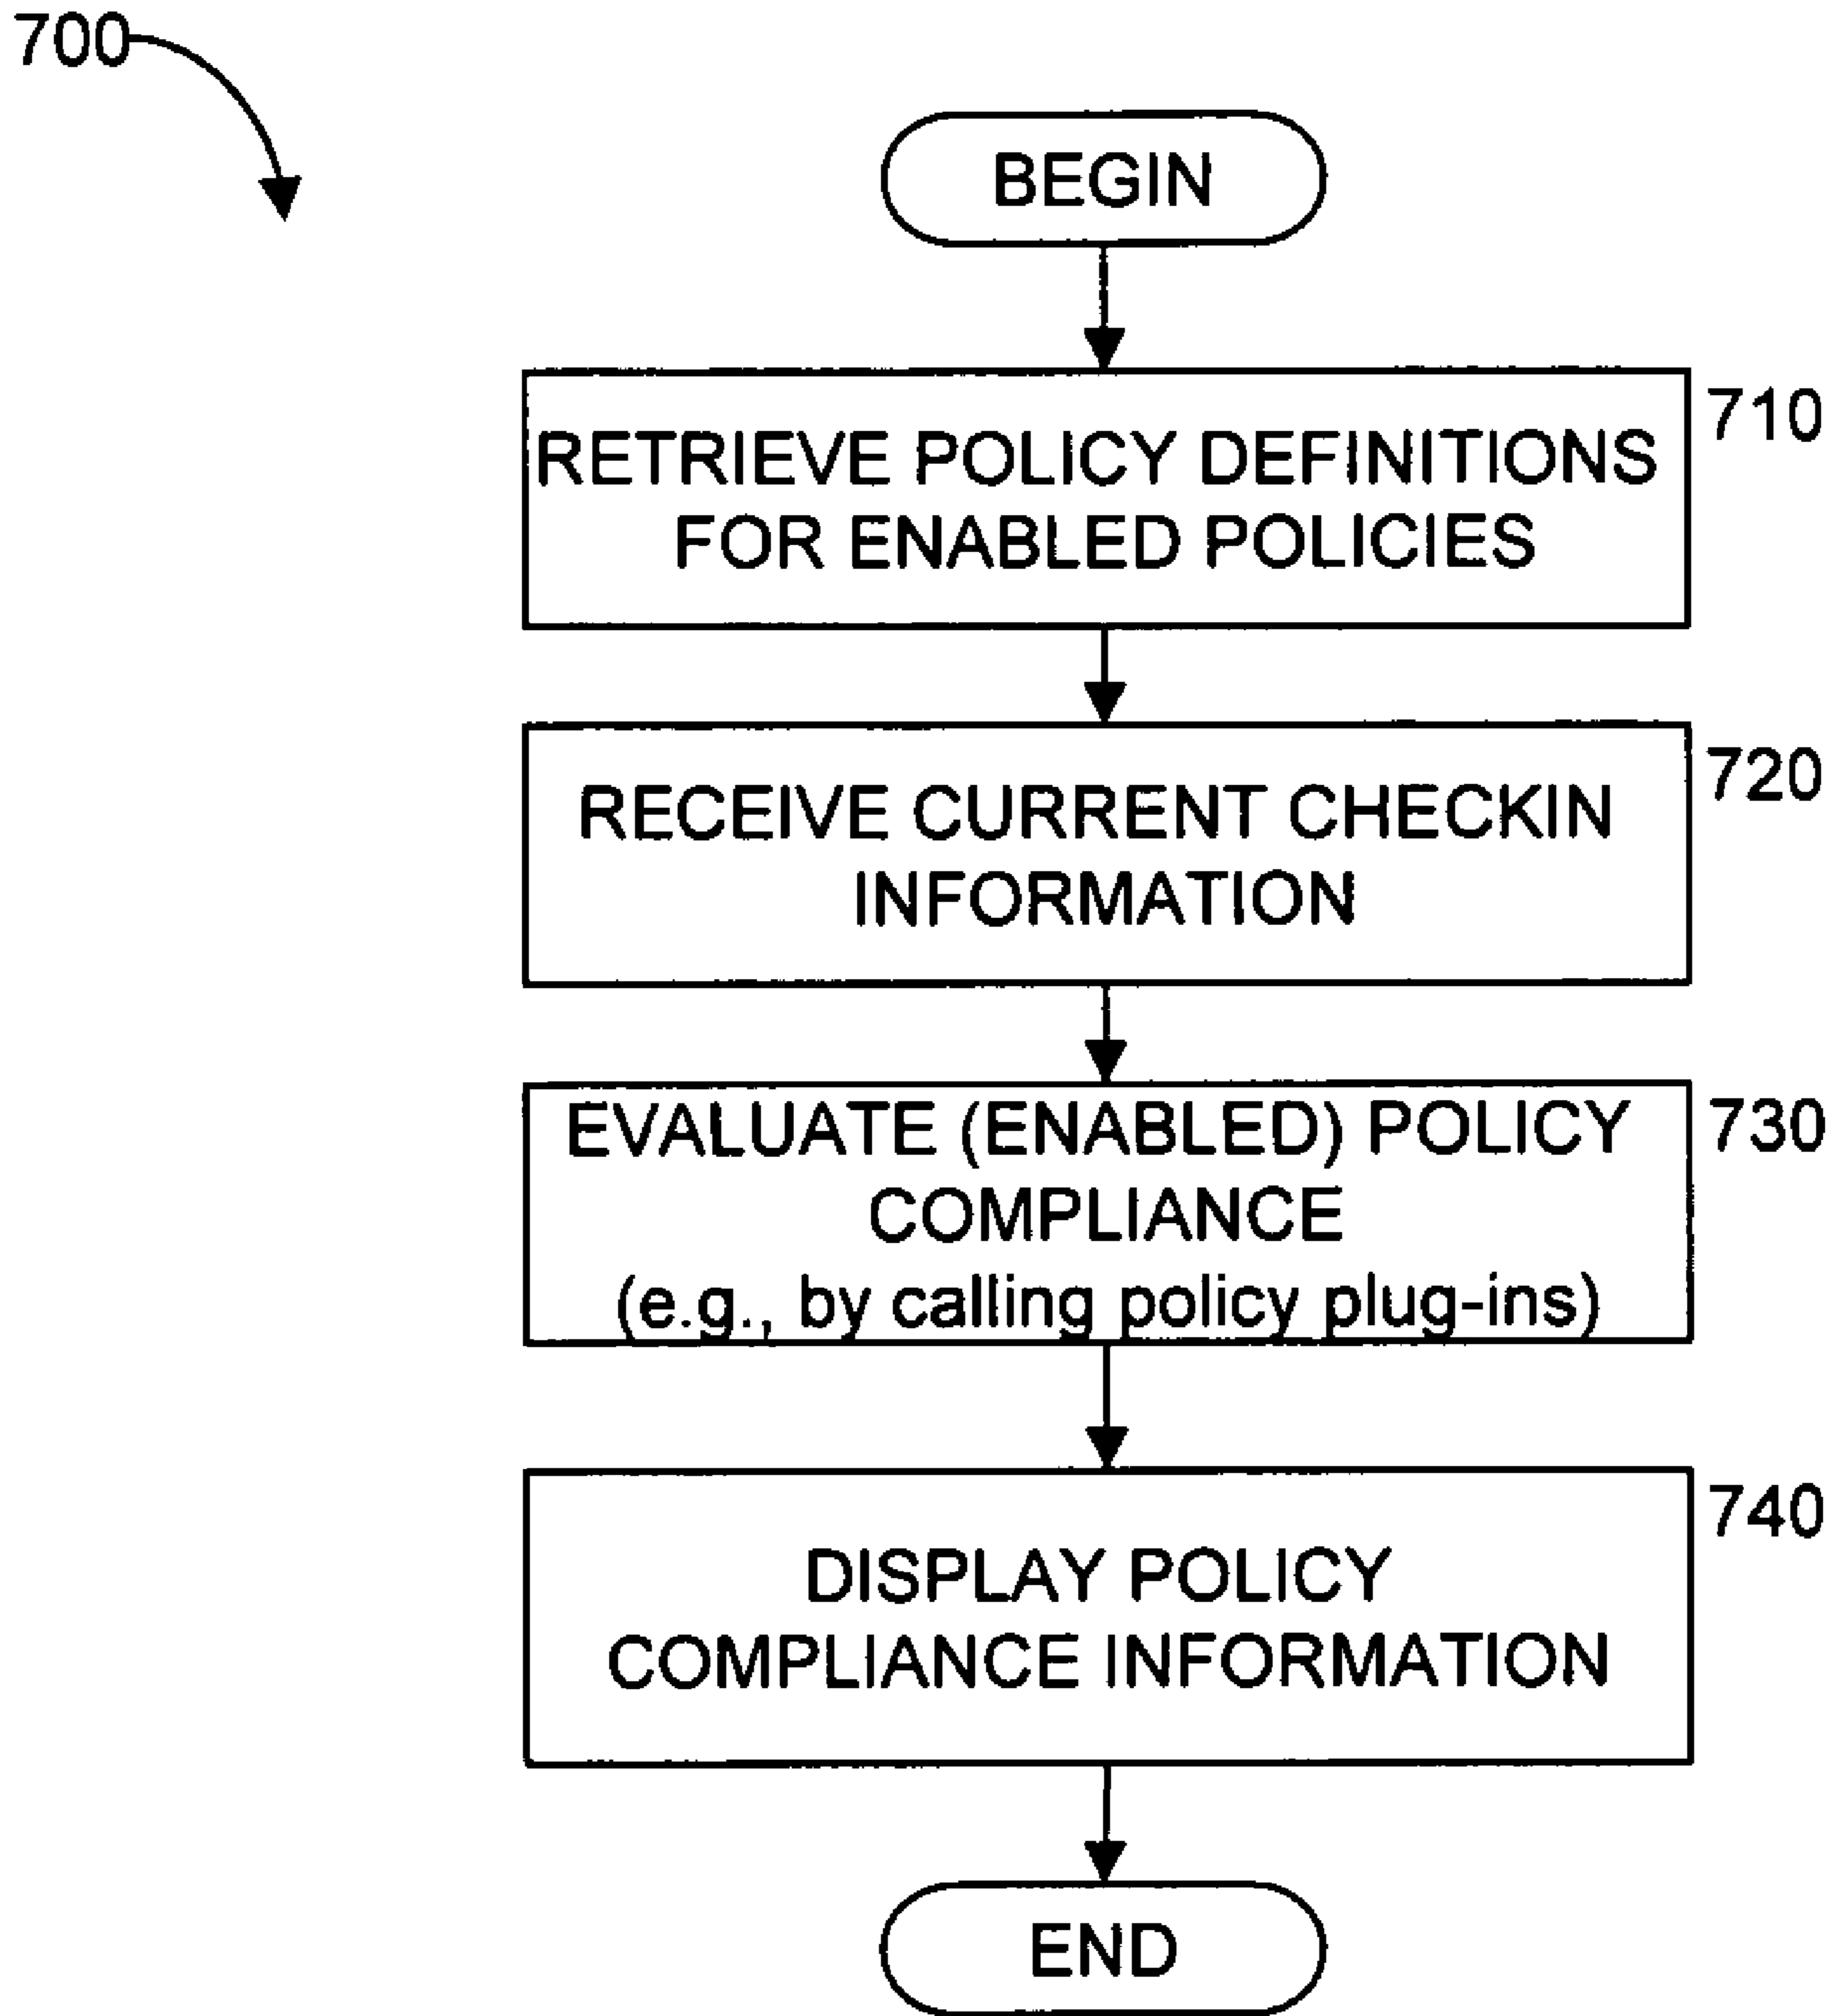 700
BEGIN
710
RETRIEVE POLICY DEFINITIONS
FOR ENABLED POLICIES
720
RECEIVE CURRENT CHECKIN
INFORMATION
730
EVALUATE (ENABLED) POLICY
COMPLIANCE
(e.g., by calling policy plug-ins)
740
DISPLAY POLICY
COMPLIANCE INFORMATION
END